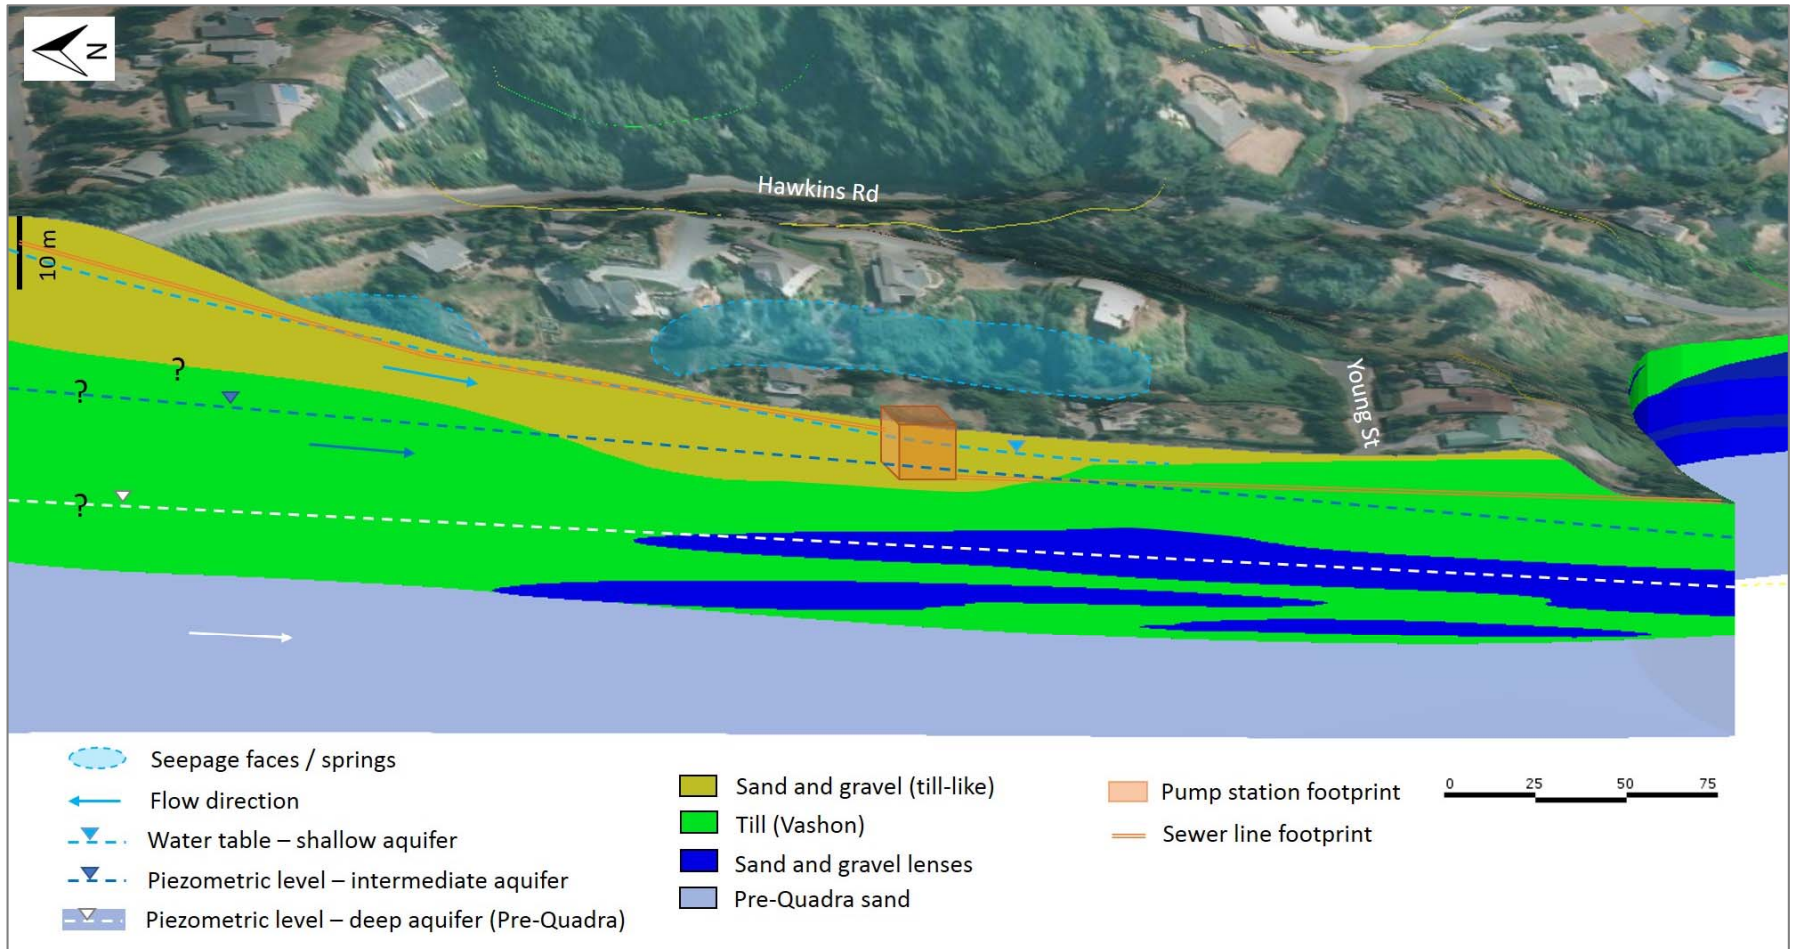 N
Hawkins Rd
10 m
?
?
Young St
?
Seepage faces / springs
Flow direction
Water table – shallow aquifer
Piezometric level – intermediate aquifer
Piezometric level – deep aquifer (Pre-Quadra)
Sand and gravel (till-like)
Till (Vashon)
Sand and gravel lenses
Pre-Quadra sand
Pump station footprint
Sewer line footprint
0 25 50 75